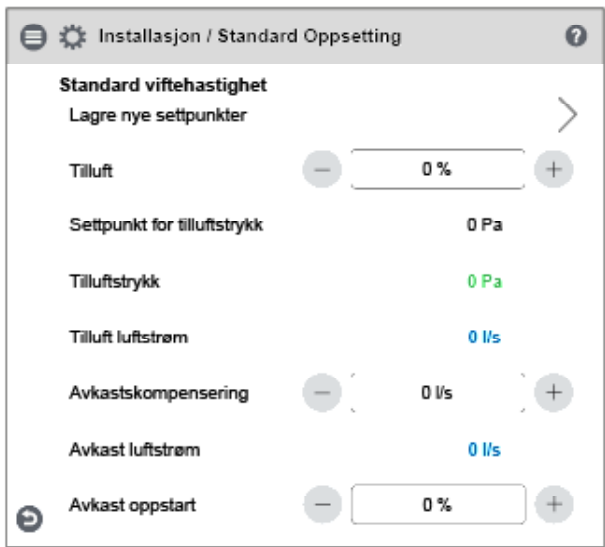 Installasjon / Standard Oppsetting ?
Standard viftehastighet
Lagre nye settpunkter
Tilluft − 0 % +
Settpunkt for tilluftstrykk 0 Pa
Tilluftstrykk 0 Pa
Tilluft luftstrøm 0 l/s
Avkastskompensering − 0 l/s +
Avkast luftstrøm 0 l/s
Avkast oppstart − 0 % +